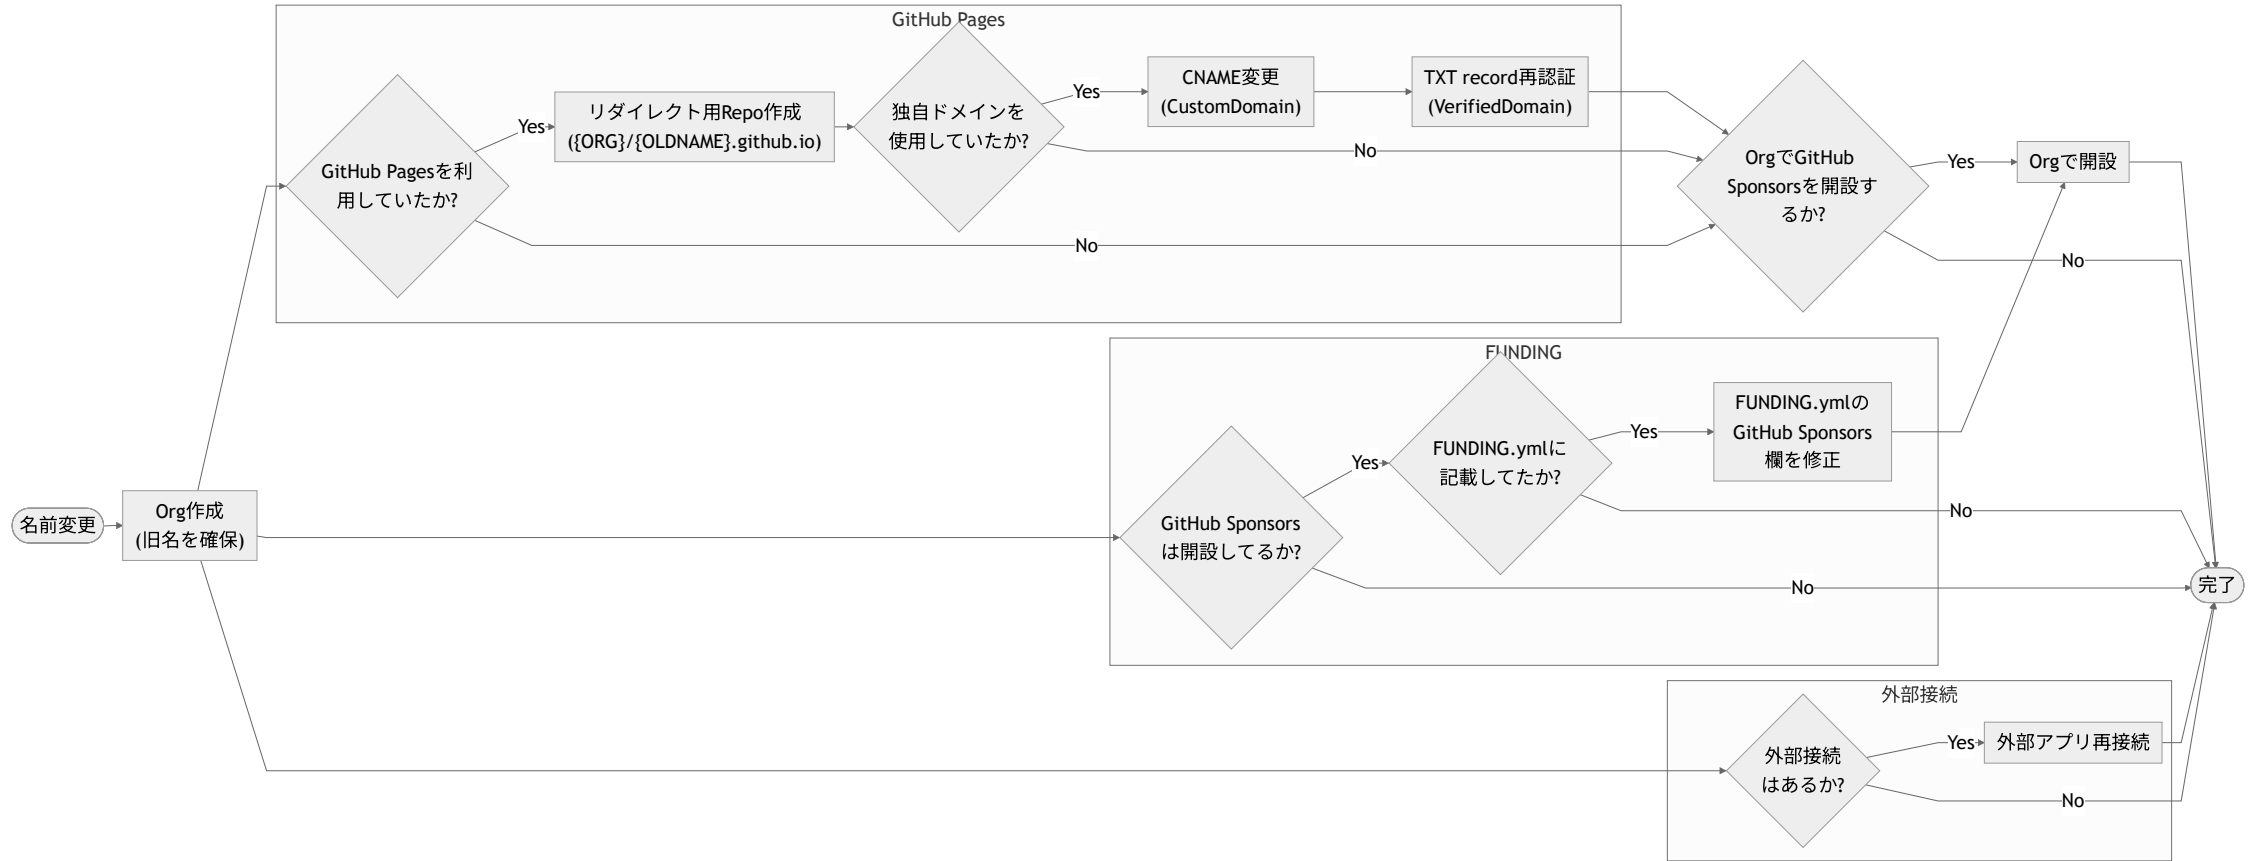 GitHub Pages
GitHub Pagesを利
用していたか?
Yes
リダイレクト用Repo作成
({ORG}/{OLDNAME}.github.io)
独自ドメインを
使用していたか?
Yes
CNAME変更
(CustomDomain)
TXT record再認証
(VerifiedDomain)
No
No
OrgでGitHub
Sponsorsを開設す
るか?
Yes
Orgで開設
No
名前変更
Org作成
(旧名を確保)
FUNDING
GitHub Sponsors
は開設してるか?
Yes
FUNDING.ymlに
記載してたか?
Yes
FUNDING.ymlの
GitHub Sponsors
欄を修正
No
No
完了
外部接続
外部接続
はあるか?
Yes
外部アプリ再接続
No